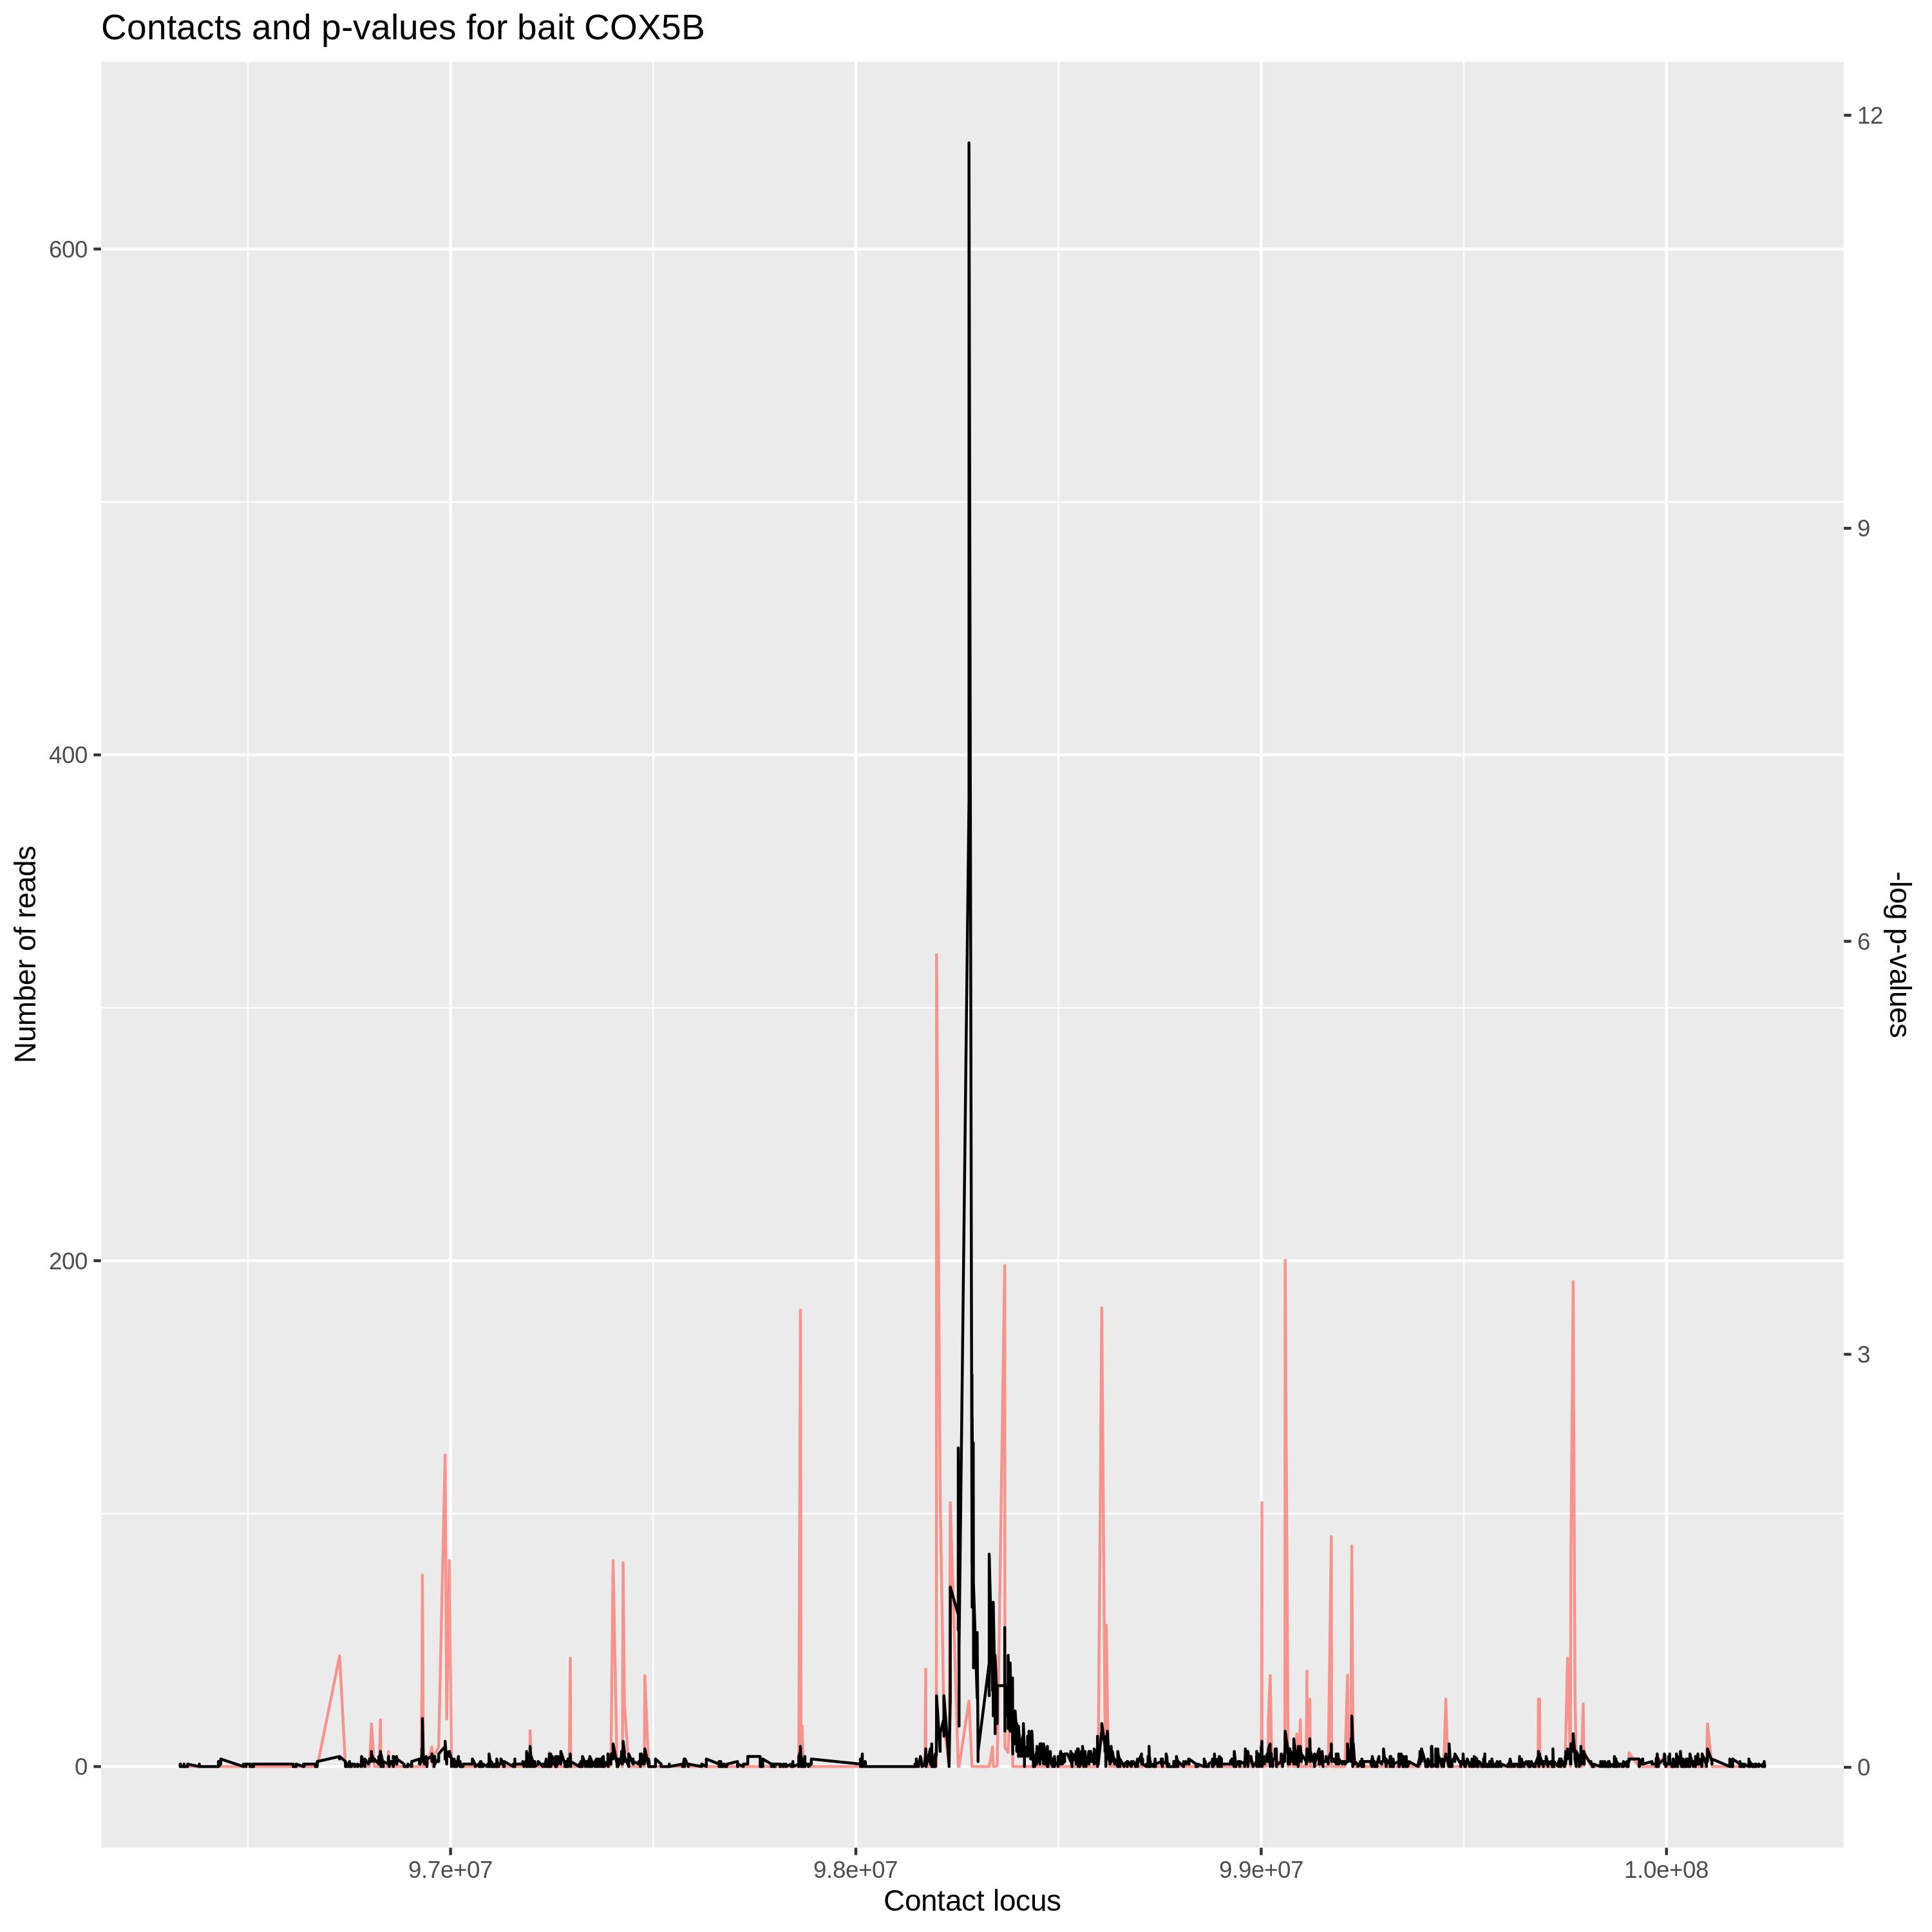 Contacts and p-values for bait COX5B
12
600
9
400
Number of reads
6
-log p-values
200
3
0
0
9.7e+07
9.8e+07
9.9e+07
1.0e+08
Contact locus